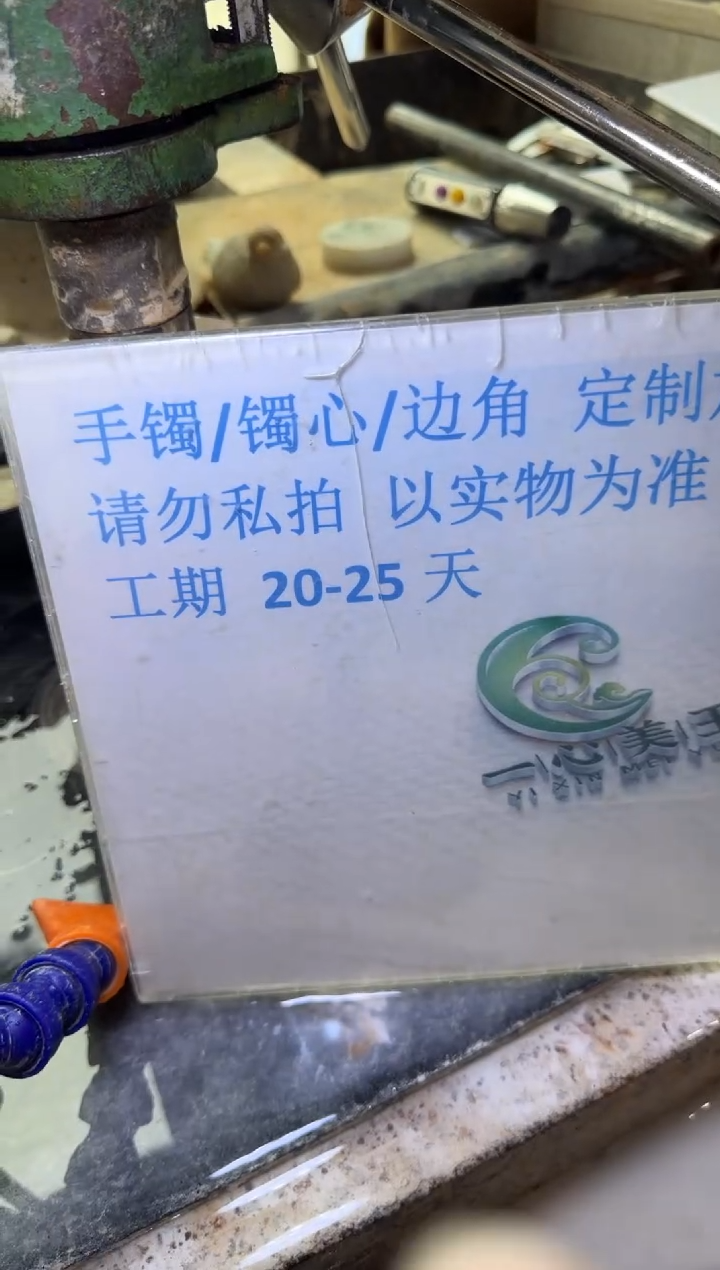 手镯/镯心/边角 定制
请勿私拍 以实物为准
工期 20-25 天